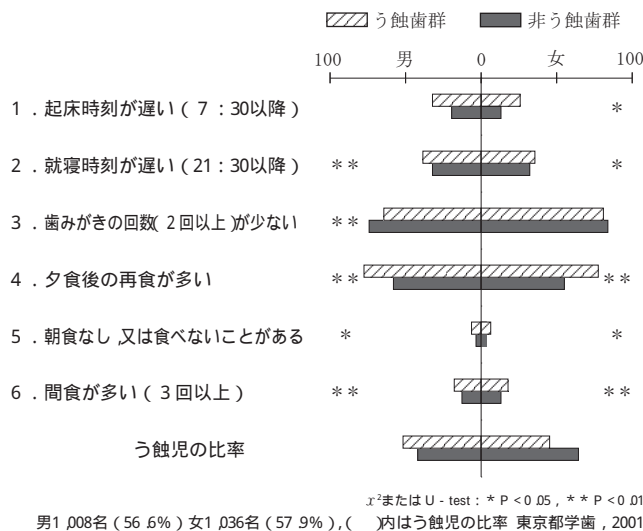 う蝕歯群 非う蝕歯群
100 男 0 女 100
1．起床時刻が遅い（7：30以降） *
2．就寝時刻が遅い（21：30以降） ** *
3．歯みがきの回数（2回以上）が少ない **
4．夕食後の再食が多い ** **
5．朝食なし，又は食べないことがある * *
6．間食が多い（3回以上） ** **
う蝕児の比率
x²またはU-test：* P＜0.05，** P＜0.01
男1,008名（56.6%）女1,036名（57.9%），（ ）内はう蝕児の比率 東京都学歯，2001